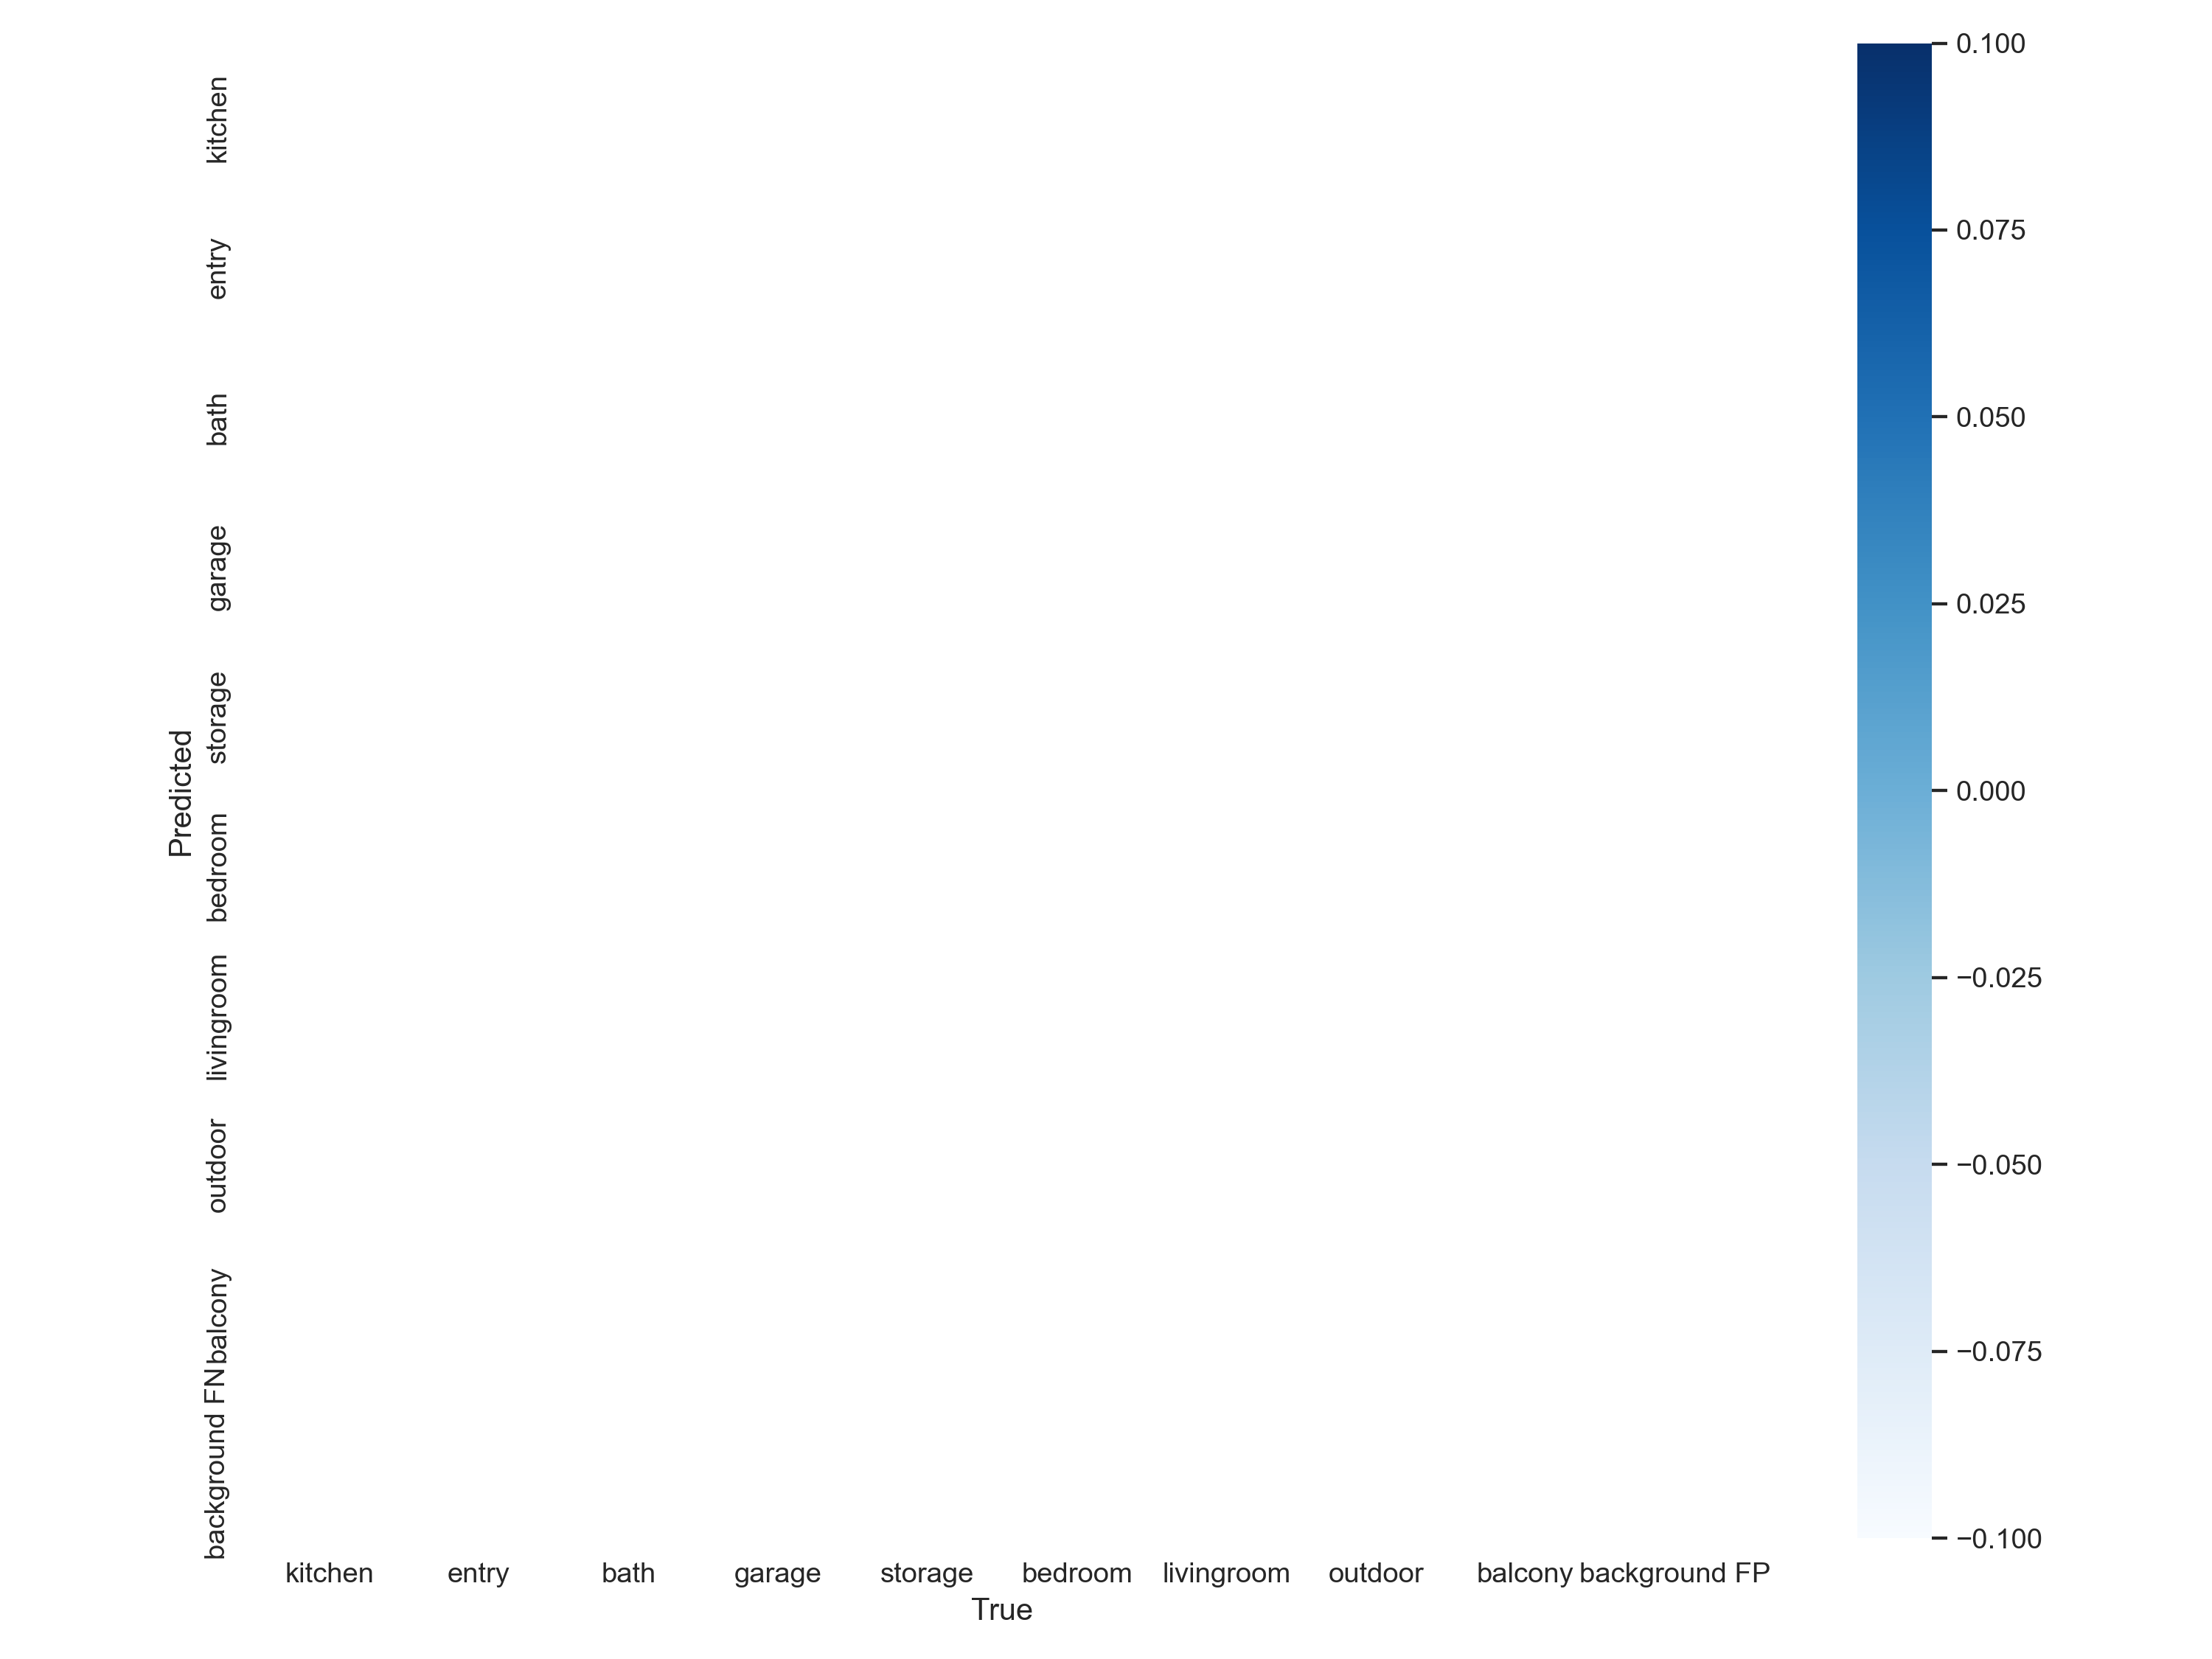 kitchen
entry
bath
garage
storage
bedroom
livingroom
outdoor
balcony
background FN
Predicted
kitchen entry bath garage storage bedroom livingroom outdoor balcony background FP
True
0.100
0.075
0.050
0.025
0.000
−0.025
−0.050
−0.075
−0.100